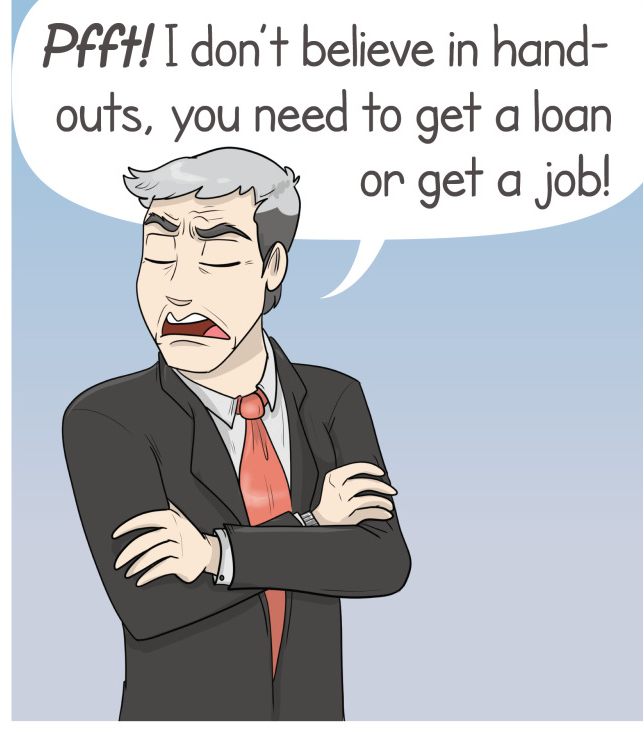 Pfft! I don't believe in hand-
outs, you need to get a loan
or get a job!